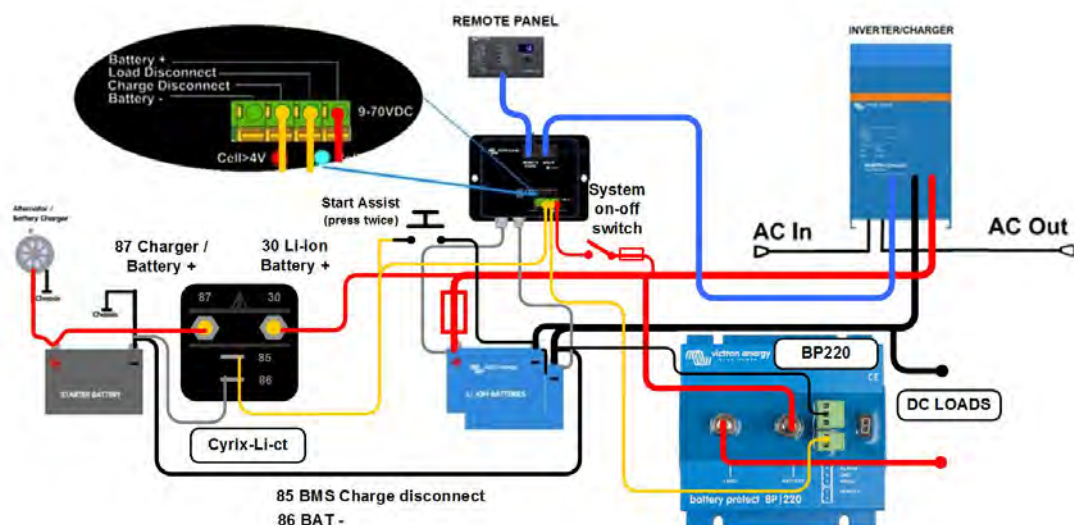 REMOTE PANEL
INVERTER/CHARGER
Battery +
Load Disconnect
Charge Disconnect
Battery -
9-70VDC
Cell>4V
Start Assist
(press twice)
System
on-off
switch
AC In
AC Out
Alternator /
Battery Charger
87 Charger /
Battery +
30 Li-ion
Battery +
Chassis
Chassis
87
30
85
86
STARTER BATTERY
LI-ION BATTERIES
victron energy
BP220
CE
DC LOADS
Cyrix-Li-ct
battery protect BP|220
85 BMS Charge disconnect
86 BAT -